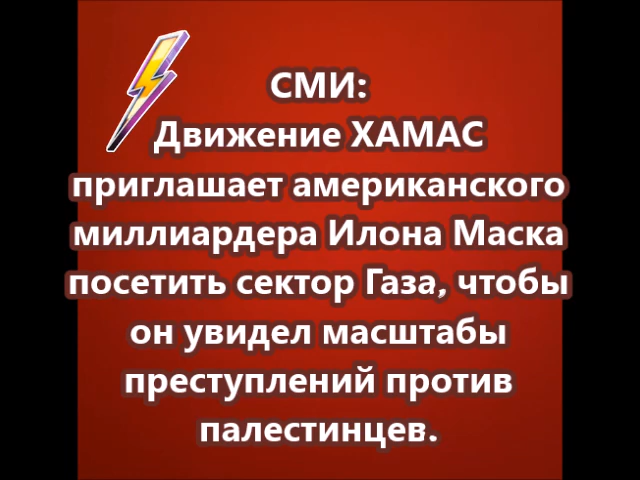 СМИ:
Движение ХАМАС
приглашает американского
миллиардера Илона Маска
посетить сектор Газа, чтобы
он увидел масштабы
преступлений против
палестинцев.